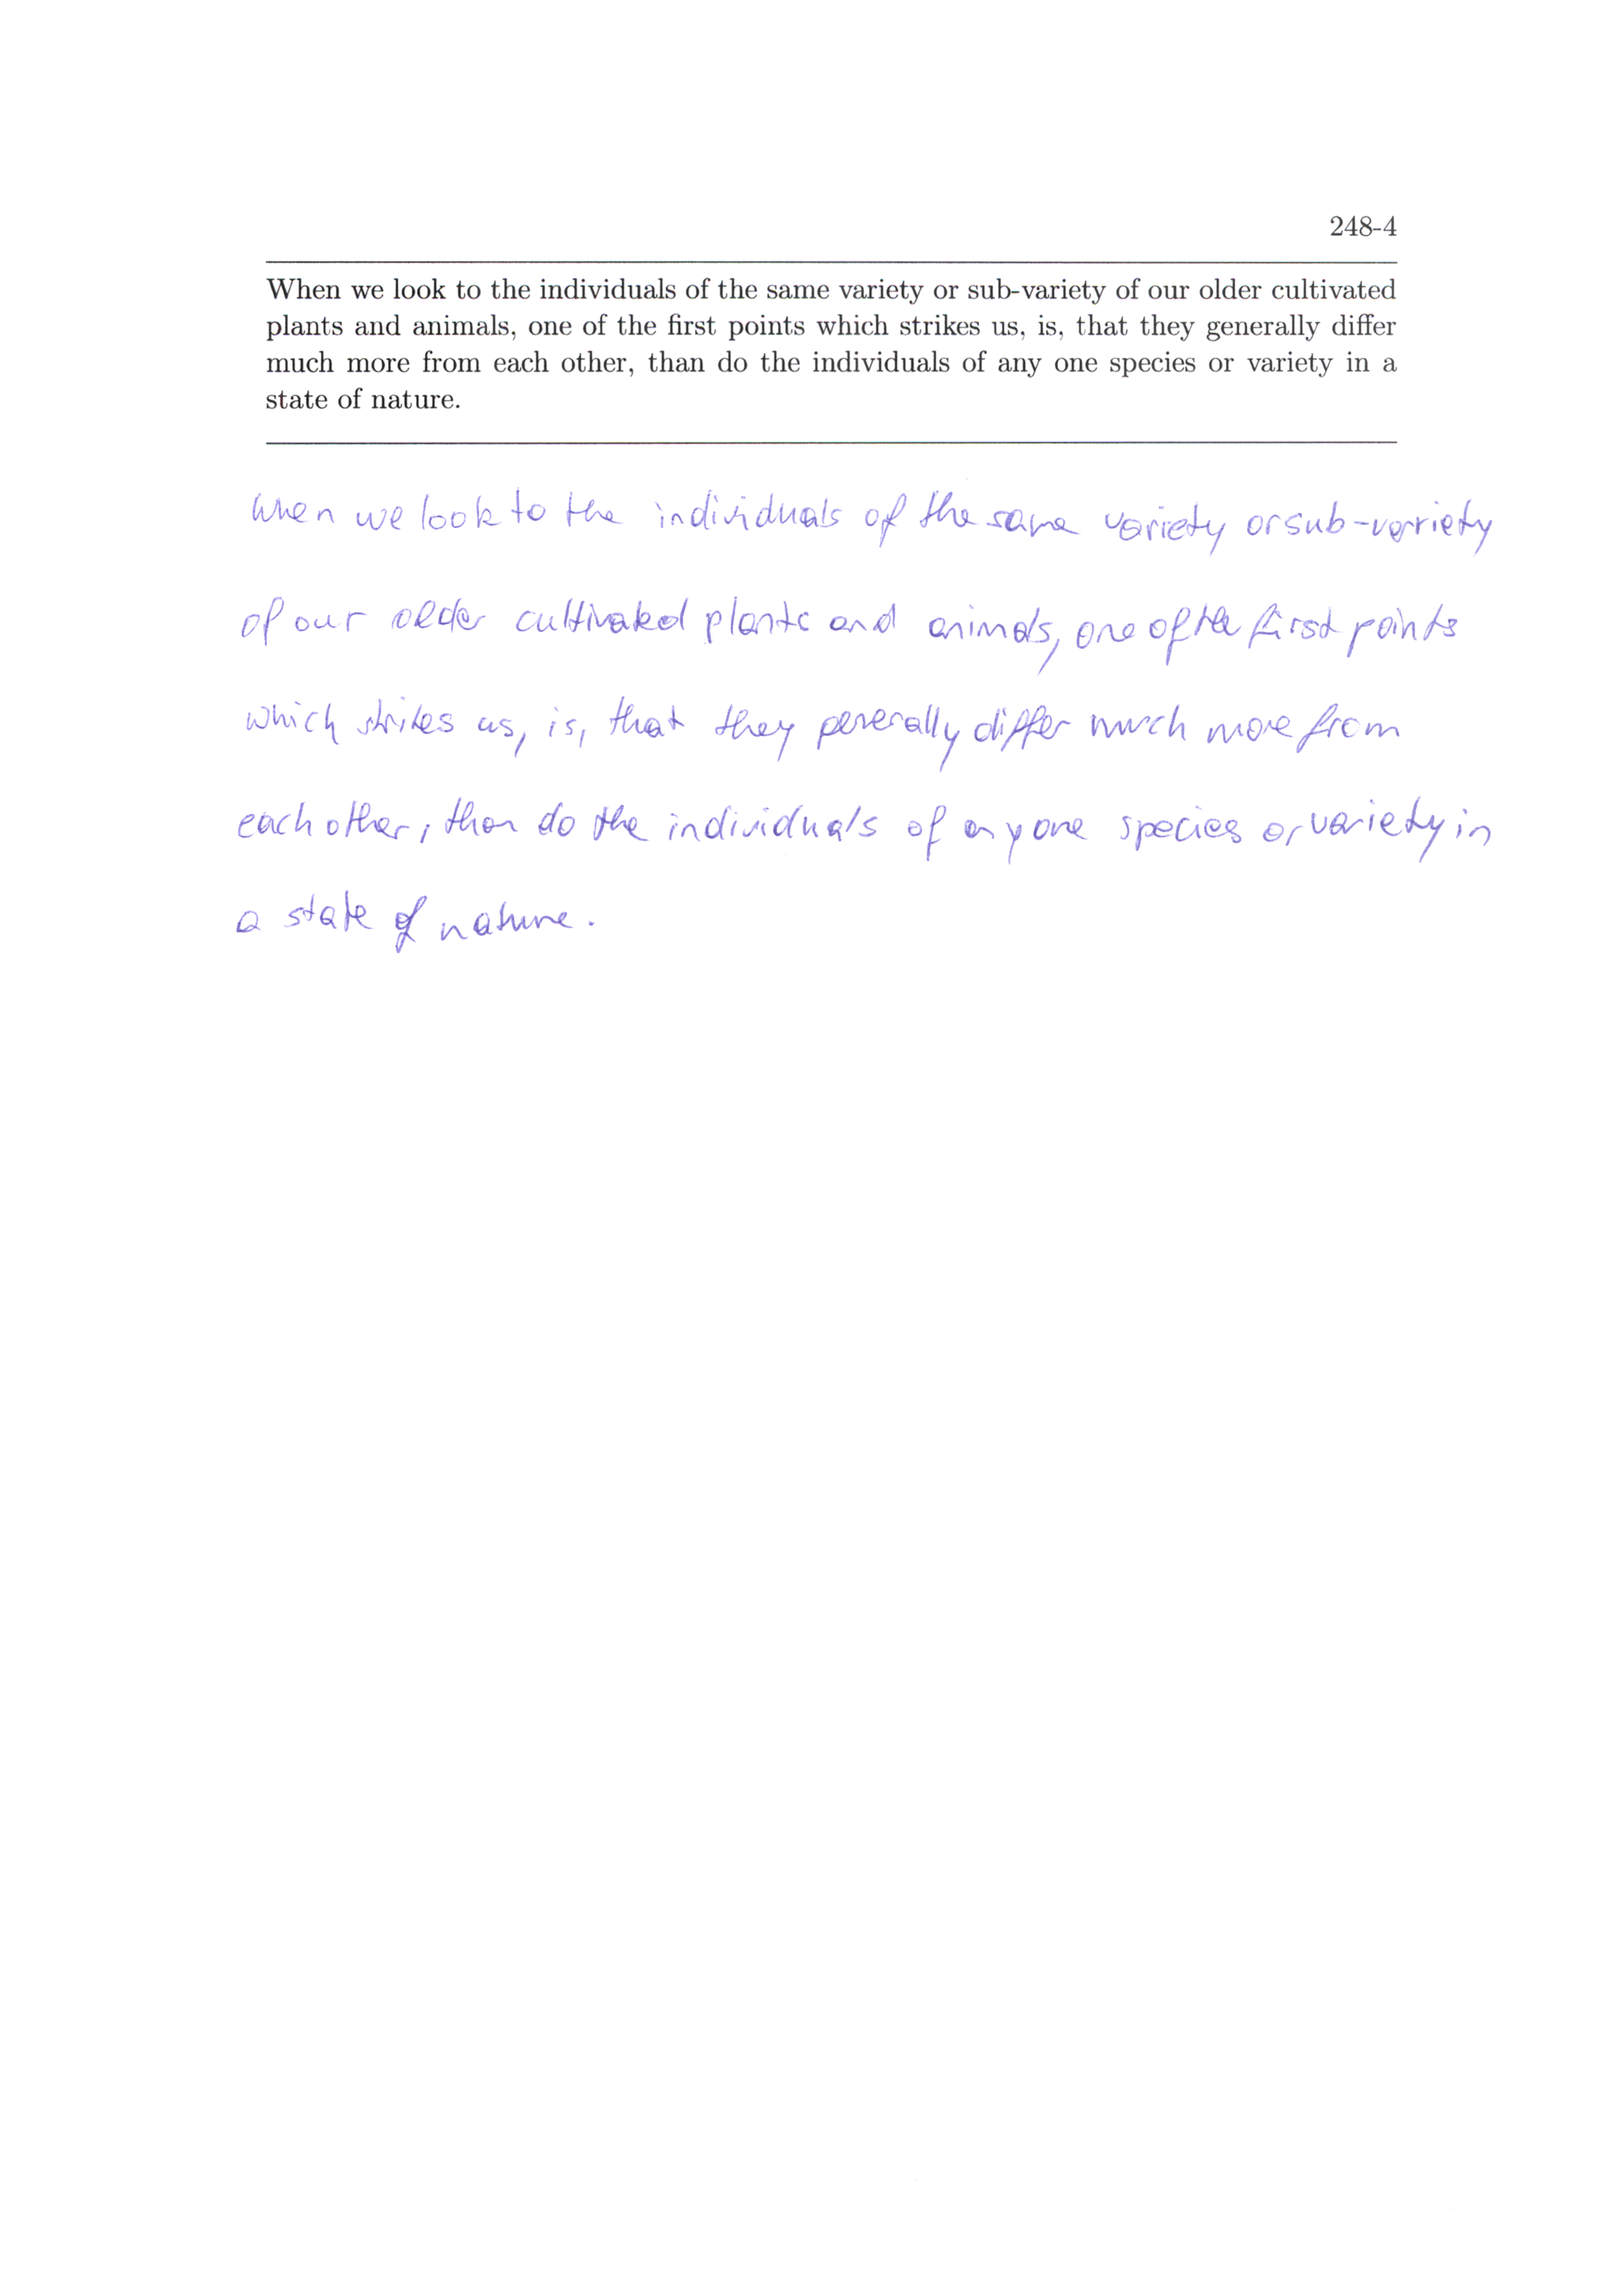 248-4
When we look to the individuals of the same variety or sub-variety of our older cultivated
plants and animals, one of the first points which strikes us, is, that they generally differ
much more from each other, than do the individuals of any one species or variety in a
state of nature.
When we look to the individuals of the same variety or sub-varriety
of our older cultivated plants and animals, one of the first points
which strikes us, is, that they generally differ much more from
each other, than do the individuals of any one species or variety in
a state of nature.